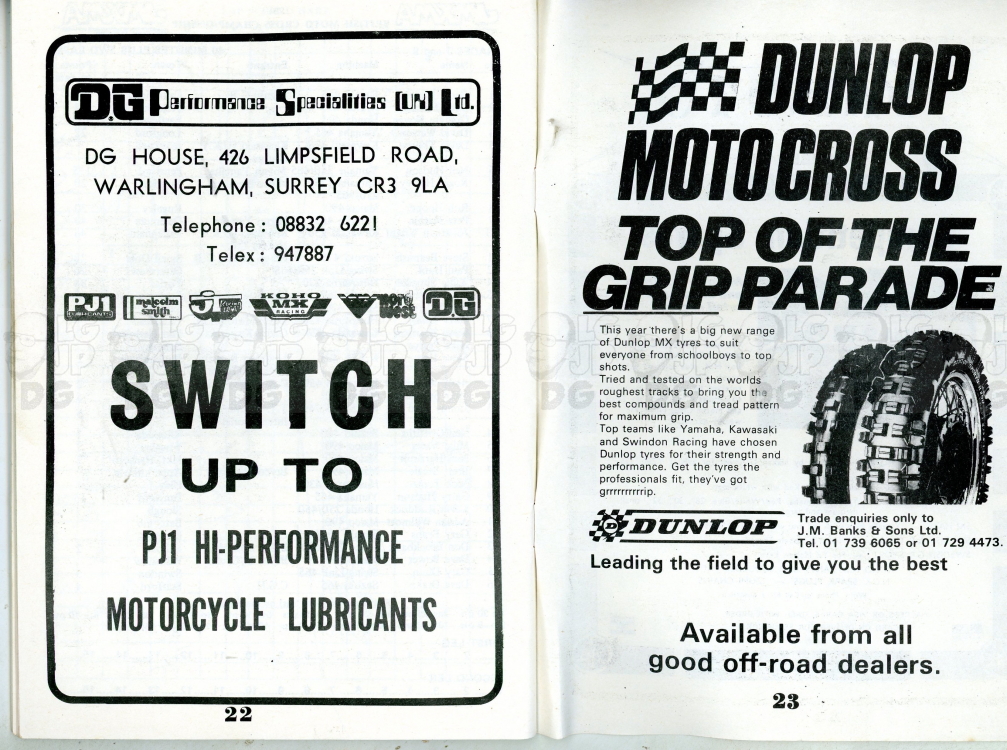 DG Performance Specialities (UK) Ltd.
DG HOUSE, 426 LIMPSFIELD ROAD,
WARLINGHAM, SURREY CR3 9LA
Telephone : 08832 6221
Telex : 947887
PJ1 LUBRICANTS
malcolm smith
KOHO MX RACING
nord west
DG
SWITCH
UP TO
PJ1 HI-PERFORMANCE
MOTORCYCLE LUBRICANTS
22
DUNLOP
MOTOCROSS
TOP OF THE
GRIP PARADE
This year there's a big new range
of Dunlop MX tyres to suit
everyone from schoolboys to top
shots.
Tried and tested on the worlds
roughest tracks to bring you the
best compounds and tread pattern
for maximum grip.
Top teams like Yamaha, Kawasaki
and Swindon Racing have chosen
Dunlop tyres for their strength and
performance. Get the tyres the
professionals fit, they've got
grrrrrrrrrrip.
D DUNLOP
Trade enquiries only to
J.M. Banks & Sons Ltd.
Tel. 01 739 6065 or 01 729 4473.
Leading the field to give you the best
Available from all
good off-road dealers.
23